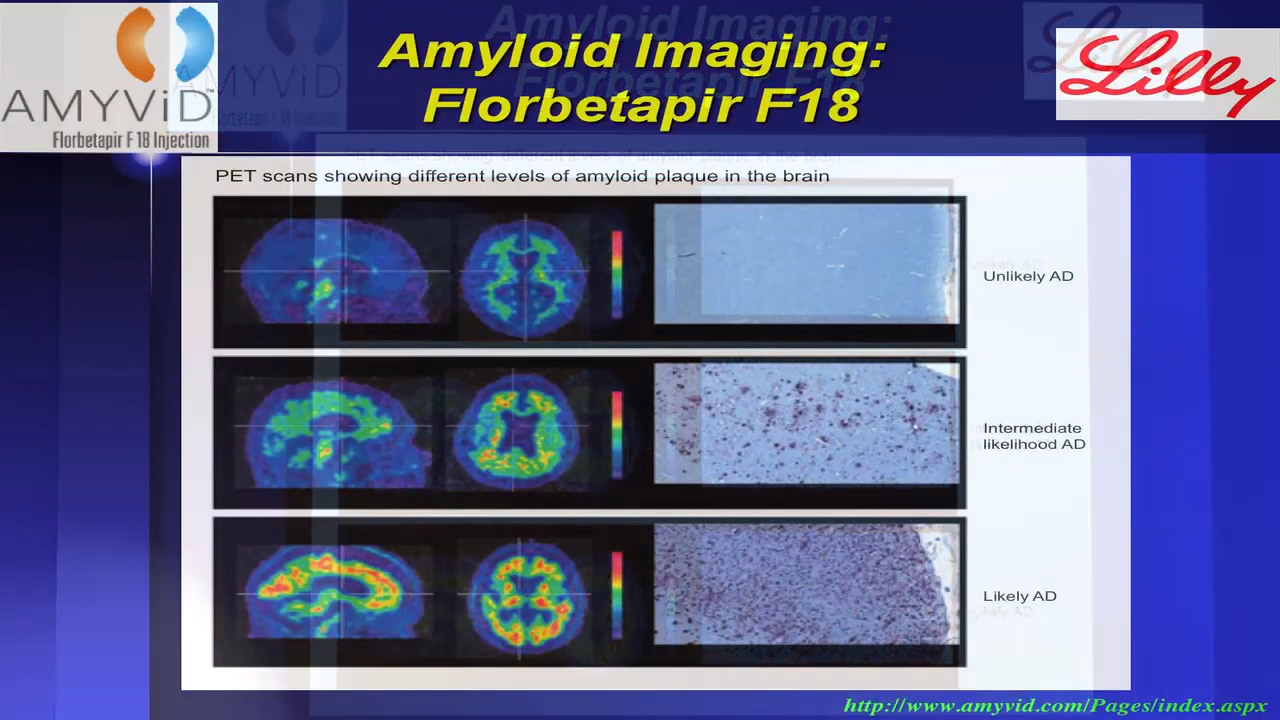 AMYViD™
Florbetapir F 18 Injection
Amyloid Imaging:
Florbetapir F18
Lilly
PET scans showing different levels of amyloid plaque in the brain
Unlikely AD
Intermediate
likelihood AD
Likely AD
http://www.amyvid.com/Pages/index.aspx